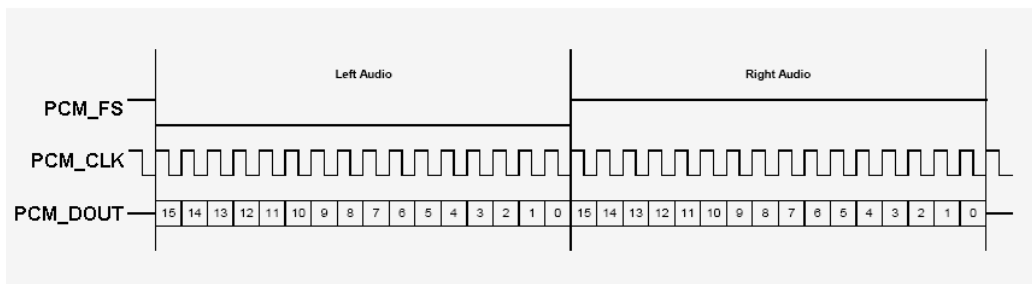 Left Audio Right Audio
PCM_FS
PCM_CLK
PCM_DOUT 15 14 13 12 11 10 9 8 7 6 5 4 3 2 1 0 15 14 13 12 11 10 9 8 7 6 5 4 3 2 1 0